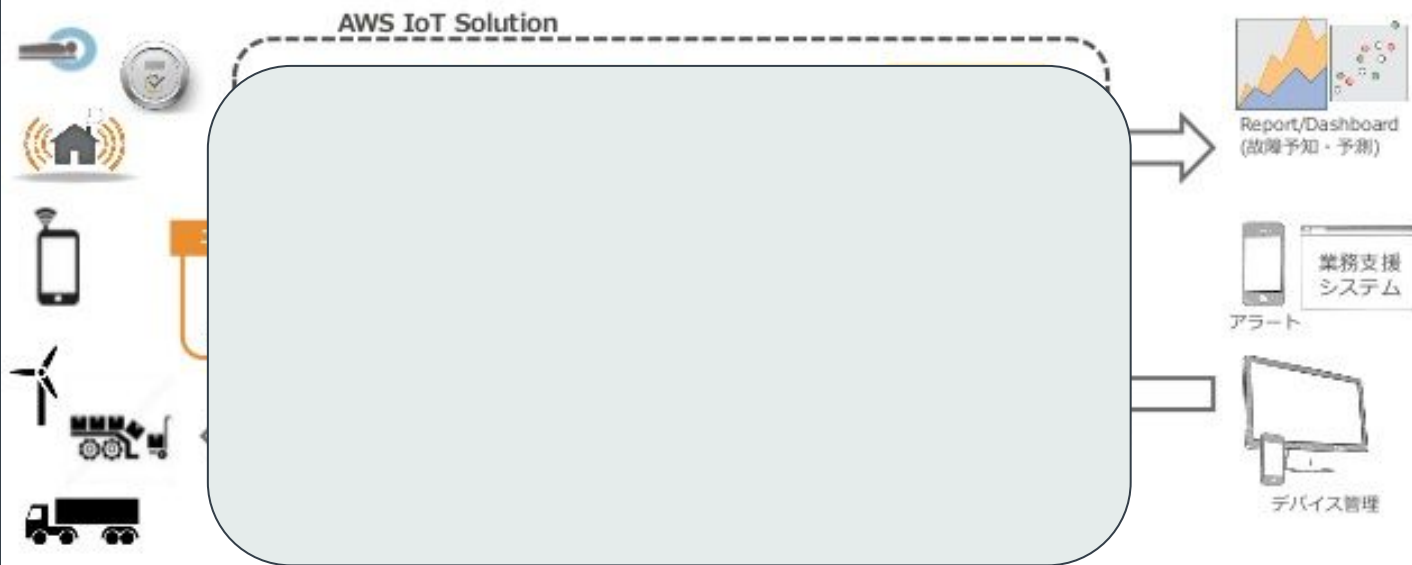 AWS IoT Solution
Report/Dashboard
(故障予知・予測)
業務支援
システム
アラート
デバイス管理